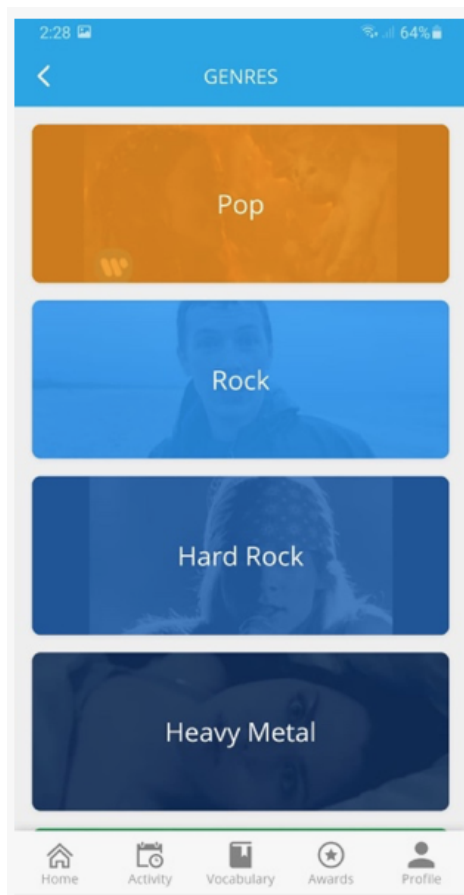 2:28 64%
GENRES
Pop
Rock
Hard Rock
Heavy Metal
Home Activity Vocabulary Awards Profile